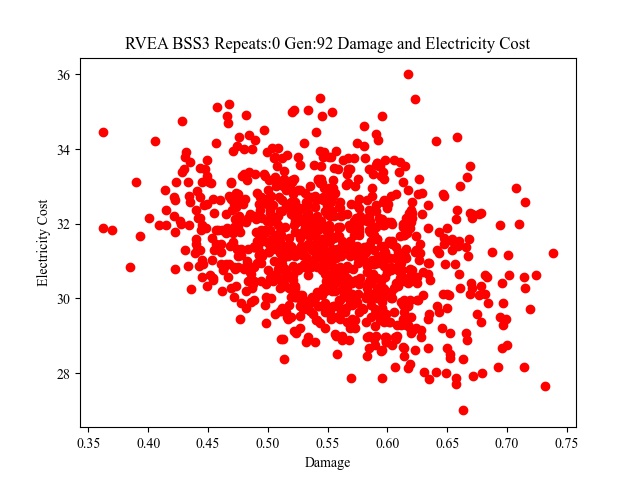 RVEA BSS3 Repeats:0 Gen:92 Damage and Electricity Cost
36
34
32
30
28
Electricity Cost
0.35 0.40 0.45 0.50 0.55 0.60 0.65 0.70 0.75
Damage